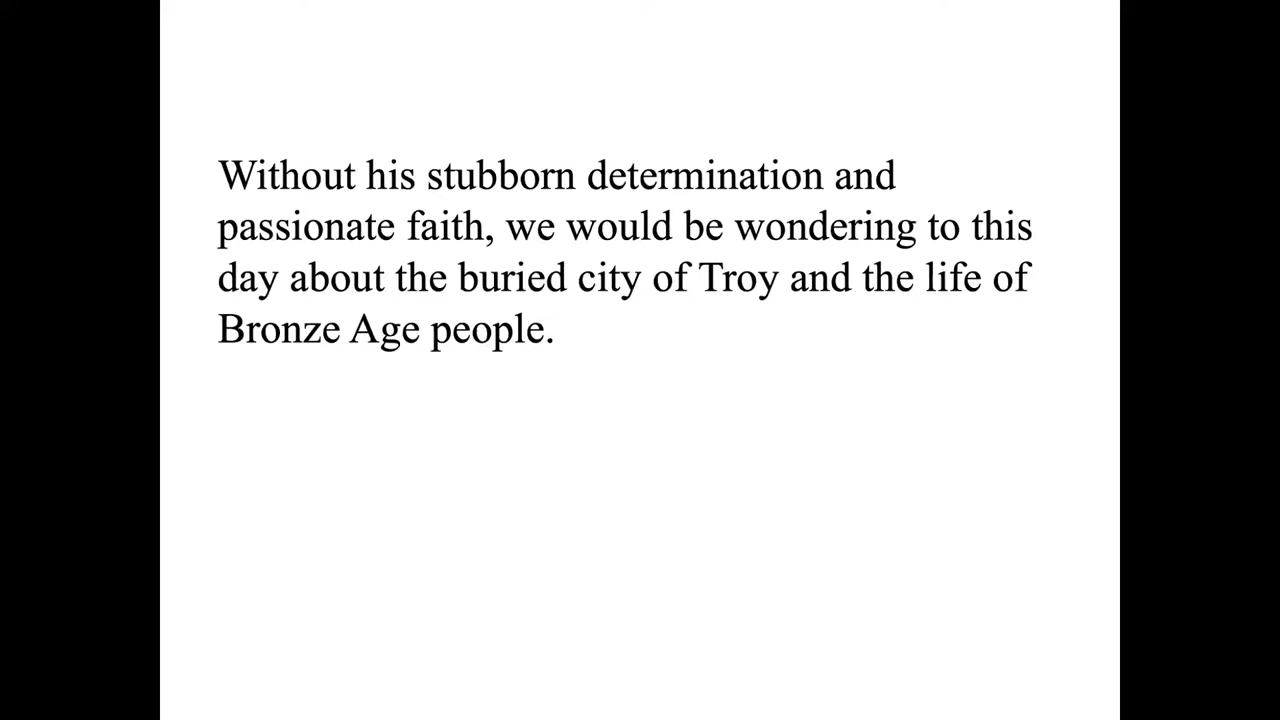 Without his stubborn determination and
passionate faith, we would be wondering to this
day about the buried city of Troy and the life of
Bronze Age people.